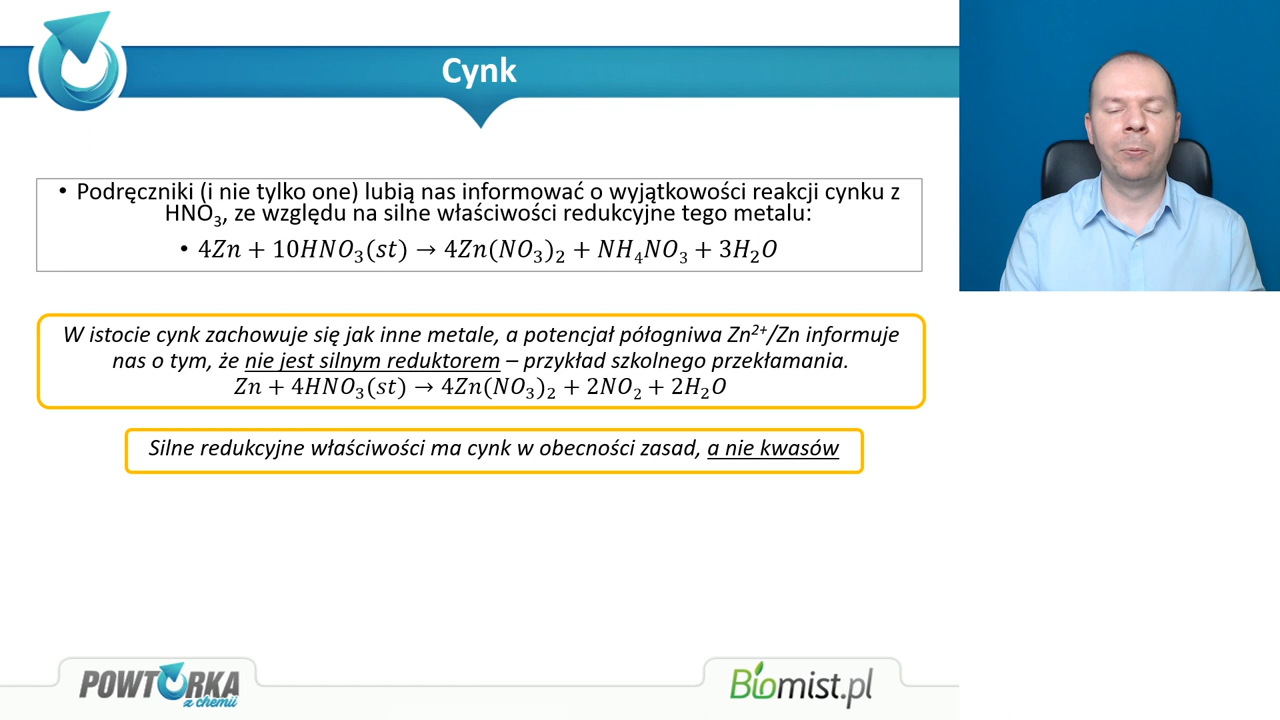 Cynk
• Podręczniki (i nie tylko one) lubią nas informować o wyjątkowości reakcji cynku z
HNO₃, ze względu na silne właściwości redukcyjne tego metalu:
• 4Zn + 10HNO₃(st) → 4Zn(NO₃)₂ + NH₄NO₃ + 3H₂O
W istocie cynk zachowuje się jak inne metale, a potencjał półogniwa Zn²⁺/Zn informuje
nas o tym, że nie jest silnym reduktorem – przykład szkolnego przekłamania.
Zn + 4HNO₃(st) → 4Zn(NO₃)₂ + 2NO₂ + 2H₂O
Silne redukcyjne właściwości ma cynk w obecności zasad, a nie kwasów
POWTÓRKA
z chemii
Biomist.pl